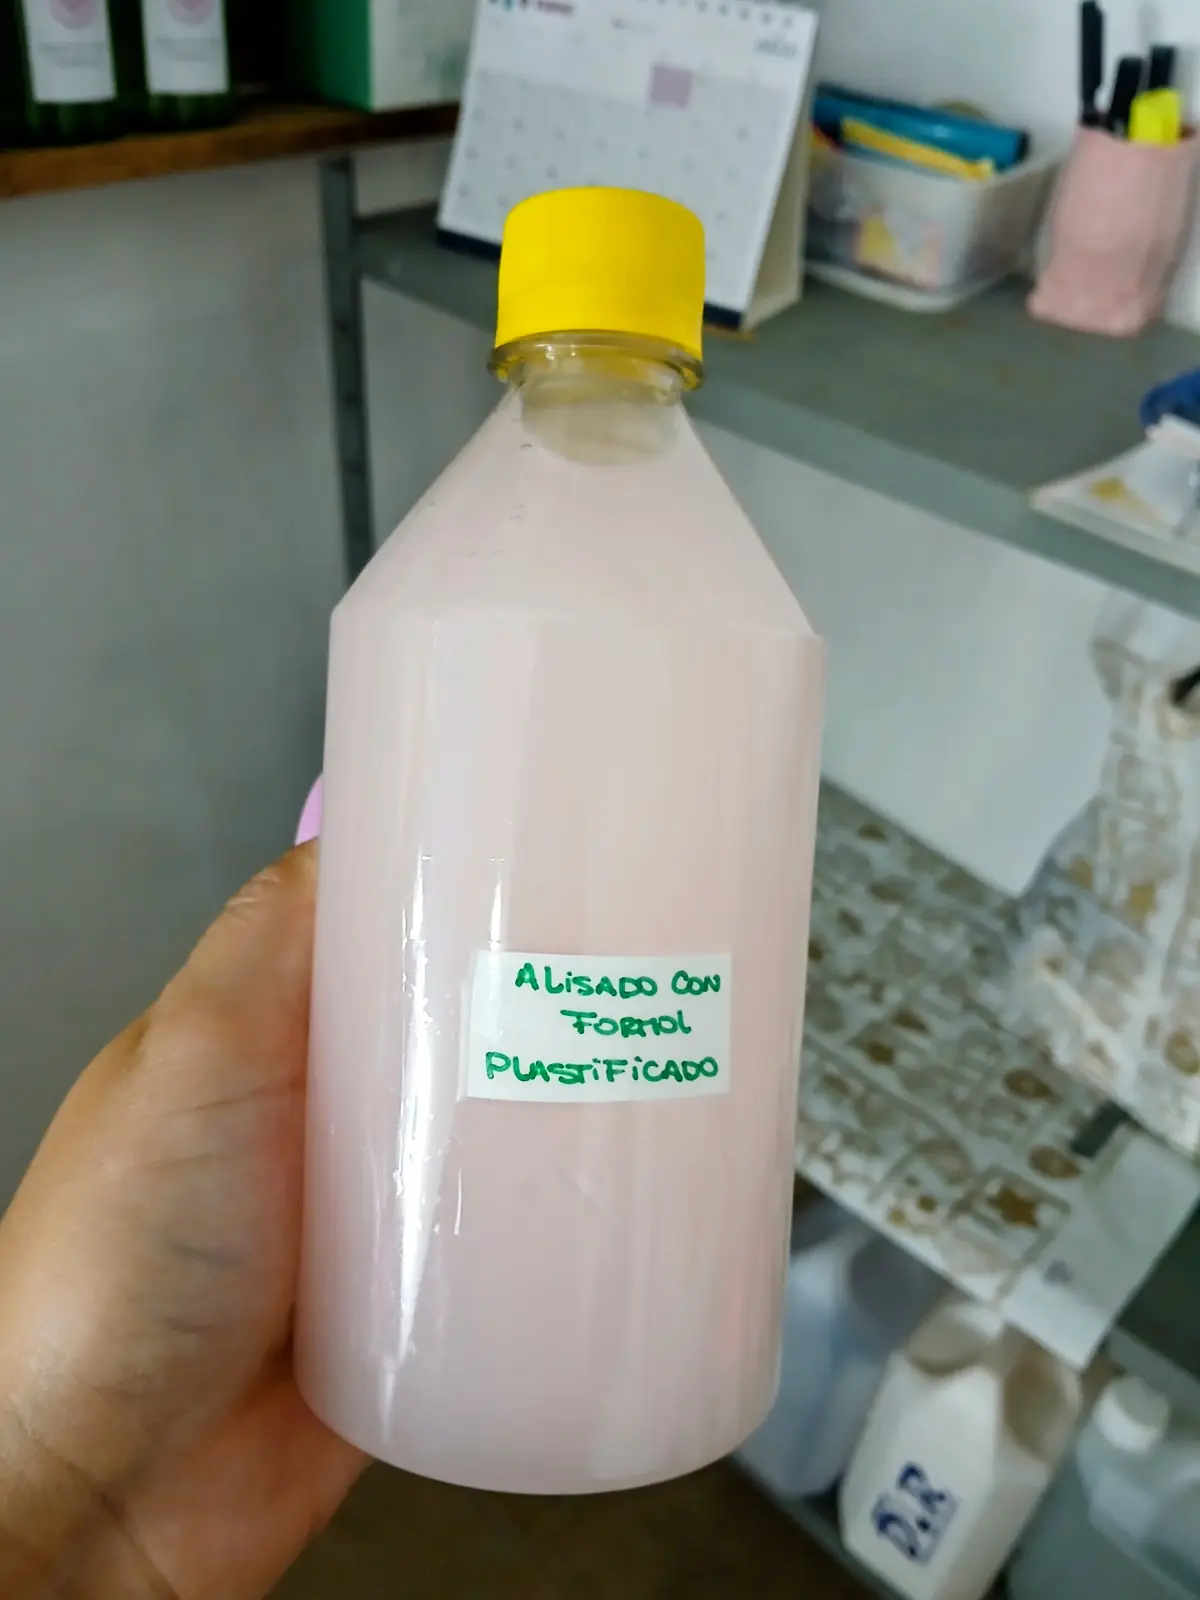 ALiSADO CON
FORMOL
PLASTiFiCADO
D.R